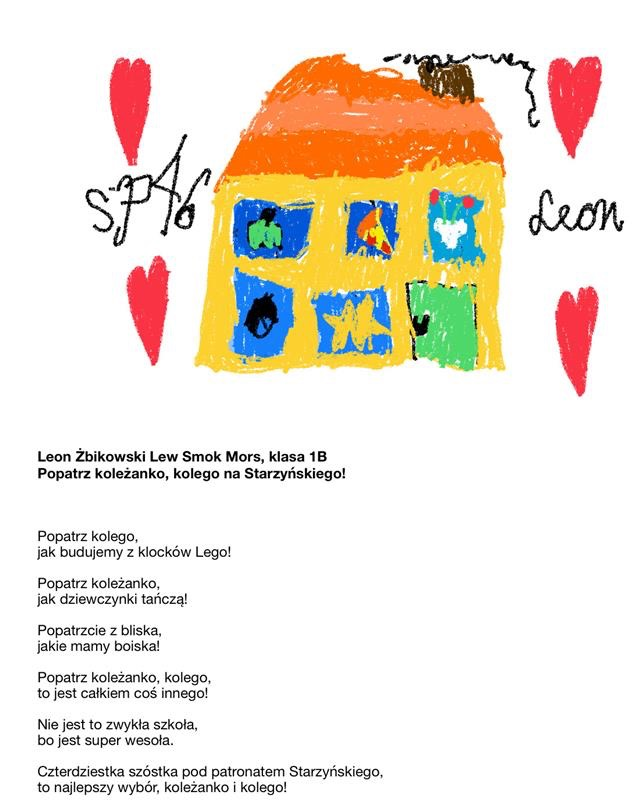 SP46
Leon
Leon Żbikowski Lew Smok Mors, klasa 1B
Popatrz koleżanko, kolego na Starzyńskiego!
Popatrz kolego,
jak budujemy z klocków Lego!
Popatrz koleżanko,
jak dziewczynki tańczą!
Popatrzcie z bliska,
jakie mamy boiska!
Popatrz koleżanko, kolego,
to jest całkiem coś innego!
Nie jest to zwykła szkoła,
bo jest super wesoła.
Czterdziestka szóstka pod patronatem Starzyńskiego,
to najlepszy wybór, koleżanko i kolego!